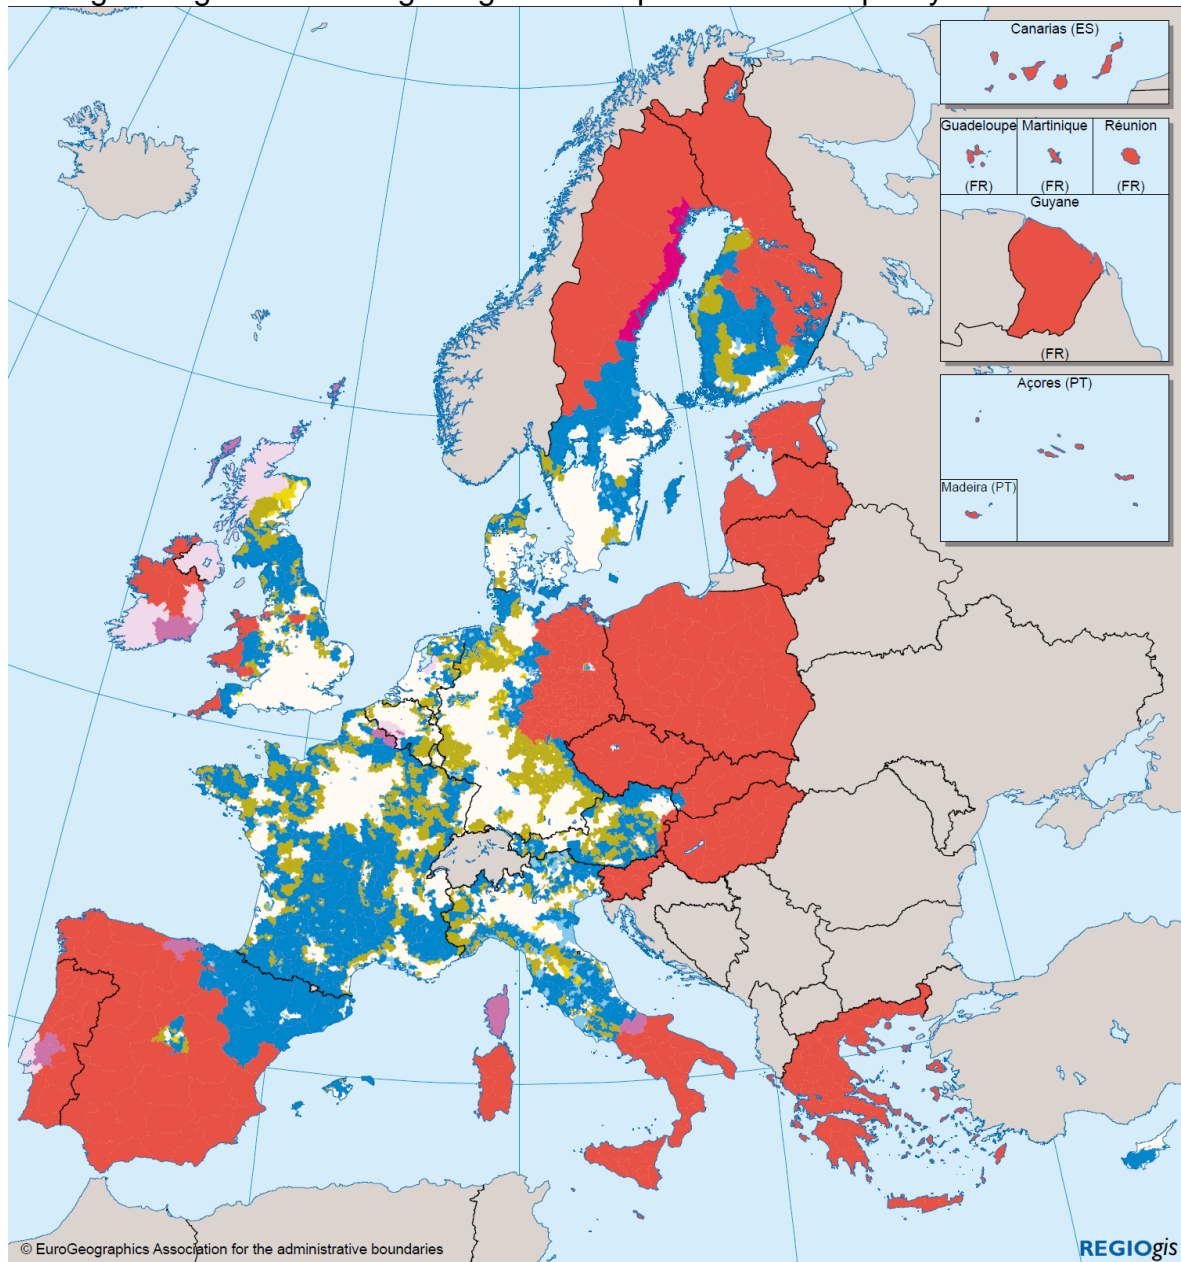 Canarias (ES)
Guadeloupe
Martinique
Réunion
(FR)
(FR)
(FR)
Guyane
(FR)
Açores (PT)
Madeira (PT)
© EuroGeographics Association for the administrative boundaries
REGIOgis